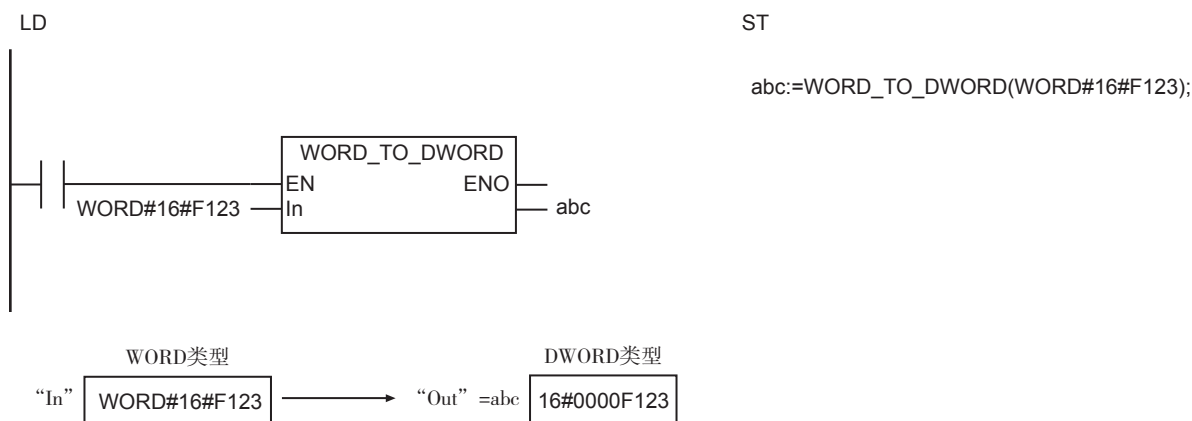 LD
ST
abc:=WORD_TO_DWORD(WORD#16#F123);
WORD_TO_DWORD
EN ENO
WORD#16#F123 In abc
WORD类型 DWORD类型
“In” WORD#16#F123 “Out” =abc 16#0000F123